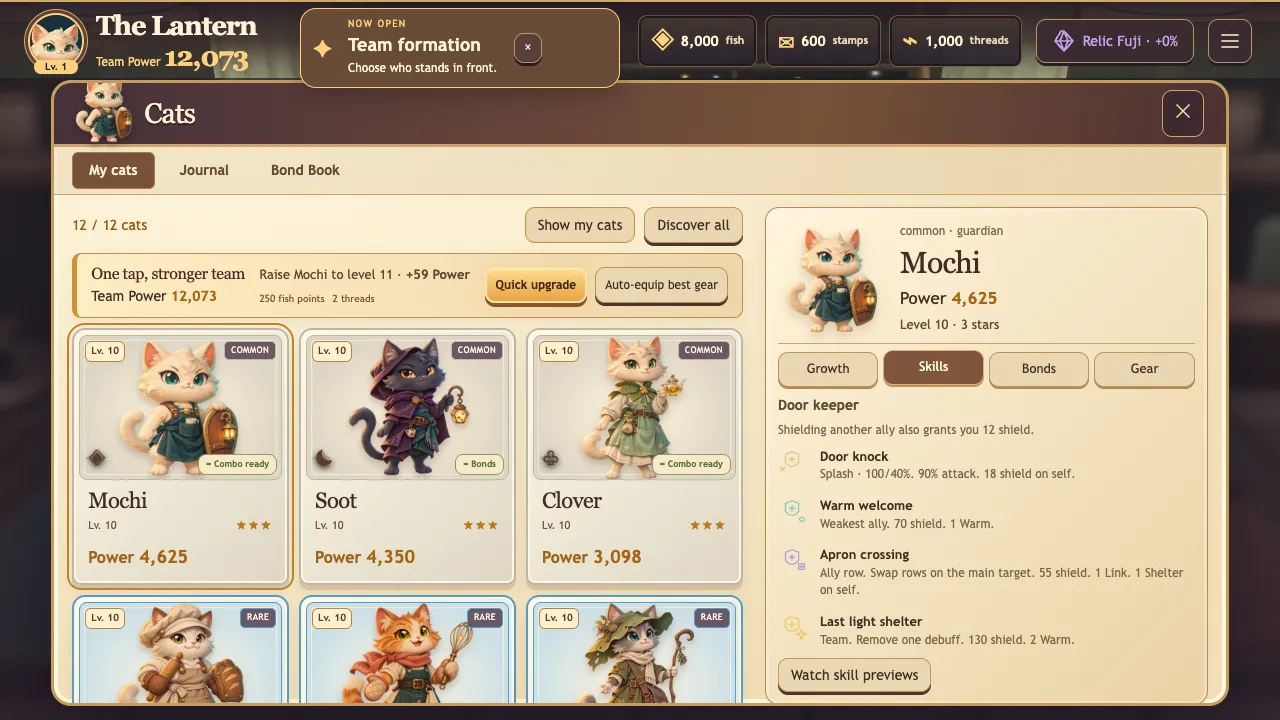 The Lantern
Team Power 12,073
Lv. 1
NOW OPEN
Team formation
Choose who stands in front.
×
8,000 fish
600 stamps
1,000 threads
Relic Fuji · +0%
Cats
My cats
Journal
Bond Book
12 / 12 cats
Show my cats
Discover all
One tap, stronger team
Team Power 12,073
Raise Mochi to level 11 · +59 Power
250 fish points 2 threads
Quick upgrade
Auto-equip best gear
Lv. 10
COMMON
Combo ready
Mochi
Lv. 10
Power 4,625
Lv. 10
COMMON
Bonds
Soot
Lv. 10
Power 4,350
Lv. 10
COMMON
Combo ready
Clover
Lv. 10
Power 3,098
Lv. 10
RARE
Lv. 10
RARE
Lv. 10
RARE
common · guardian
Mochi
Power 4,625
Level 10 · 3 stars
Growth
Skills
Bonds
Gear
Door keeper
Shielding another ally also grants you 12 shield.
Door knock
Splash · 100/40%. 90% attack. 18 shield on self.
Warm welcome
Weakest ally. 70 shield. 1 Warm.
Apron crossing
Ally row. Swap rows on the main target. 55 shield. 1 Link. 1 Shelter
on self.
Last light shelter
Team. Remove one debuff. 130 shield. 2 Warm.
Watch skill previews